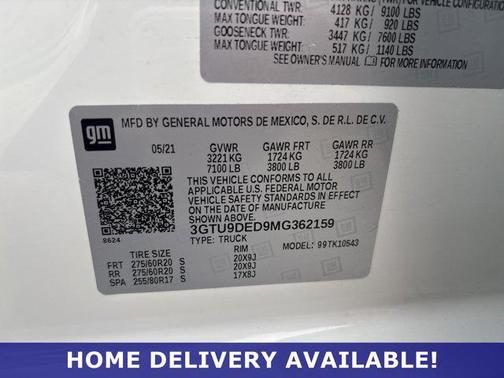 CONVENTIONAL TWR: 4128 KG / 9100 LBS
MAX TONGUE WEIGHT: 417 KG / 920 LBS
GOOSENECK TWR: 3447 KG / 7600 LBS
MAX TONGUE WEIGHT: 517 KG / 1140 LBS
SEE OWNER'S MANUAL FOR MORE INFORMATION
gm
MFD BY GENERAL MOTORS DE MEXICO, S. DE R.L. DE C.V.
05/21 GVWR GAWR FRT GAWR RR
3221 KG 1724 KG 1724 KG
7100 LB 3800 LB 3800 LB
THIS VEHICLE CONFORMS TO ALL
APPLICABLE U.S. FEDERAL MOTOR
VEHICLE SAFETY STANDARDS IN
EFFECT ON THE DATE OF
MANUFACTURE SHOWN ABOVE.
3GTU9DED9MG362159
8624
TYPE: TRUCK MODEL: 99TK10543
TIRE SIZE RIM
FRT 275/60R20 S 20X9J
RR 275/60R20 S 20X9J
SPA 255/80R17 S 17X8J
HOME DELIVERY AVAILABLE!